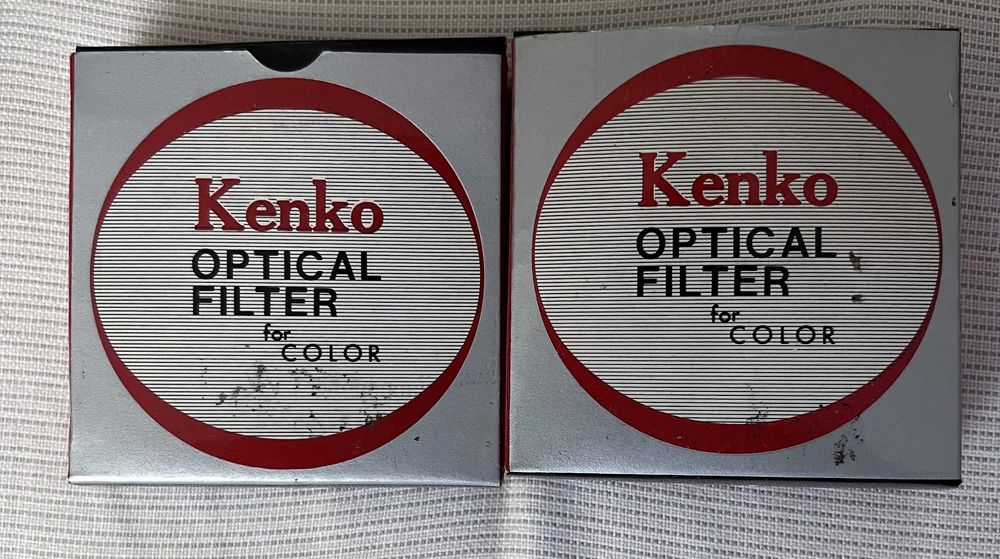 Kenko
OPTICAL
FILTER
for
COLOR
Kenko
OPTICAL
FILTER
for
COLOR